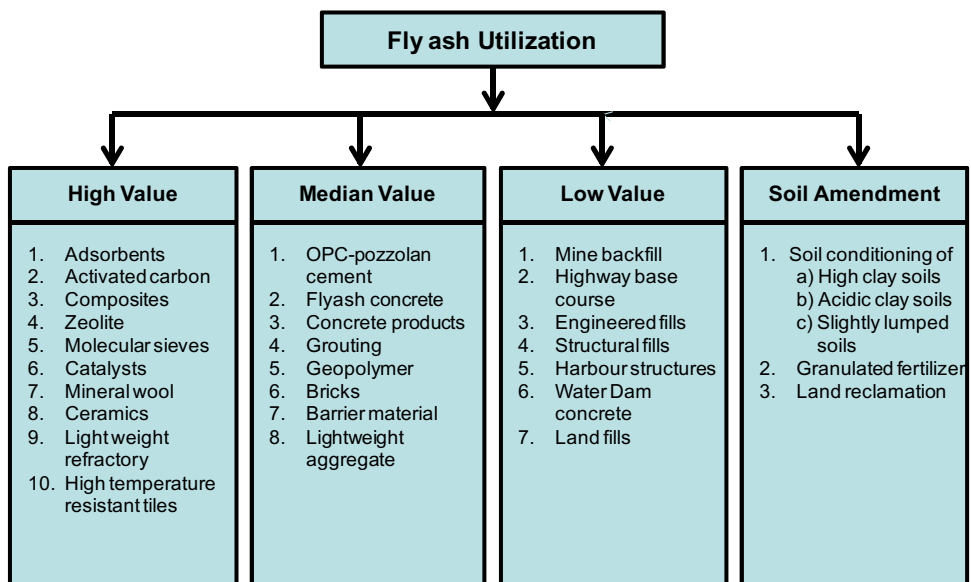 Fly ash Utilization
High Value
1. Adsorbents
2. Activated carbon
3. Composites
4. Zeolite
5. Molecular sieves
6. Catalysts
7. Mineral wool
8. Ceramics
9. Light weight
refractory
10. High temperature
resistant tiles
Median Value
1. OPC-pozzolan
cement
2. Flyash concrete
3. Concrete products
4. Grouting
5. Geopolymer
6. Bricks
7. Barrier material
8. Lightweight
aggregate
Low Value
1. Mine backfill
2. Highway base
course
3. Engineered fills
4. Structural fills
5. Harbour structures
6. Water Dam
concrete
7. Land fills
Soil Amendment
1. Soil conditioning of
a) High clay soils
b) Acidic clay soils
c) Slightly lumped
soils
2. Granulated fertilizer
3. Land reclamation